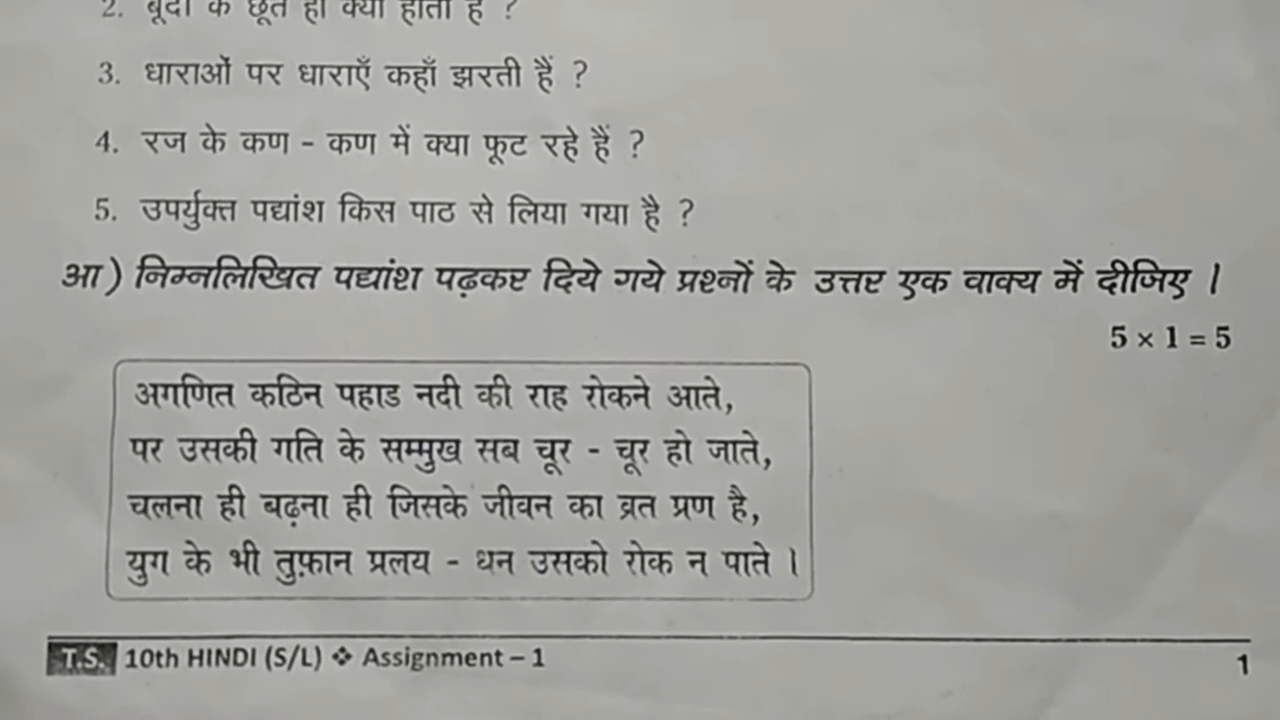 2. बूँदों के छूते ही क्या होता है ?
3. धाराओं पर धाराएँ कहाँ झरती हैं ?
4. रज के कण - कण में क्या फूट रहे हैं ?
5. उपर्युक्त पद्यांश किस पाठ से लिया गया है ?
आ) निम्नलिखित पद्यांश पढ़कर दिये गये प्रश्नों के उत्तर एक वाक्य में दीजिए ।
5 × 1 = 5
अगणित कठिन पहाड नदी की राह रोकने आते,
पर उसकी गति के सम्मुख सब चूर - चूर हो जाते,
चलना ही बढ़ना ही जिसके जीवन का व्रत प्रण है,
युग के भी तुफ़ान प्रलय - धन उसको रोक न पाते ।
T.S. 10th HINDI (S/L) ❖ Assignment – 1 1